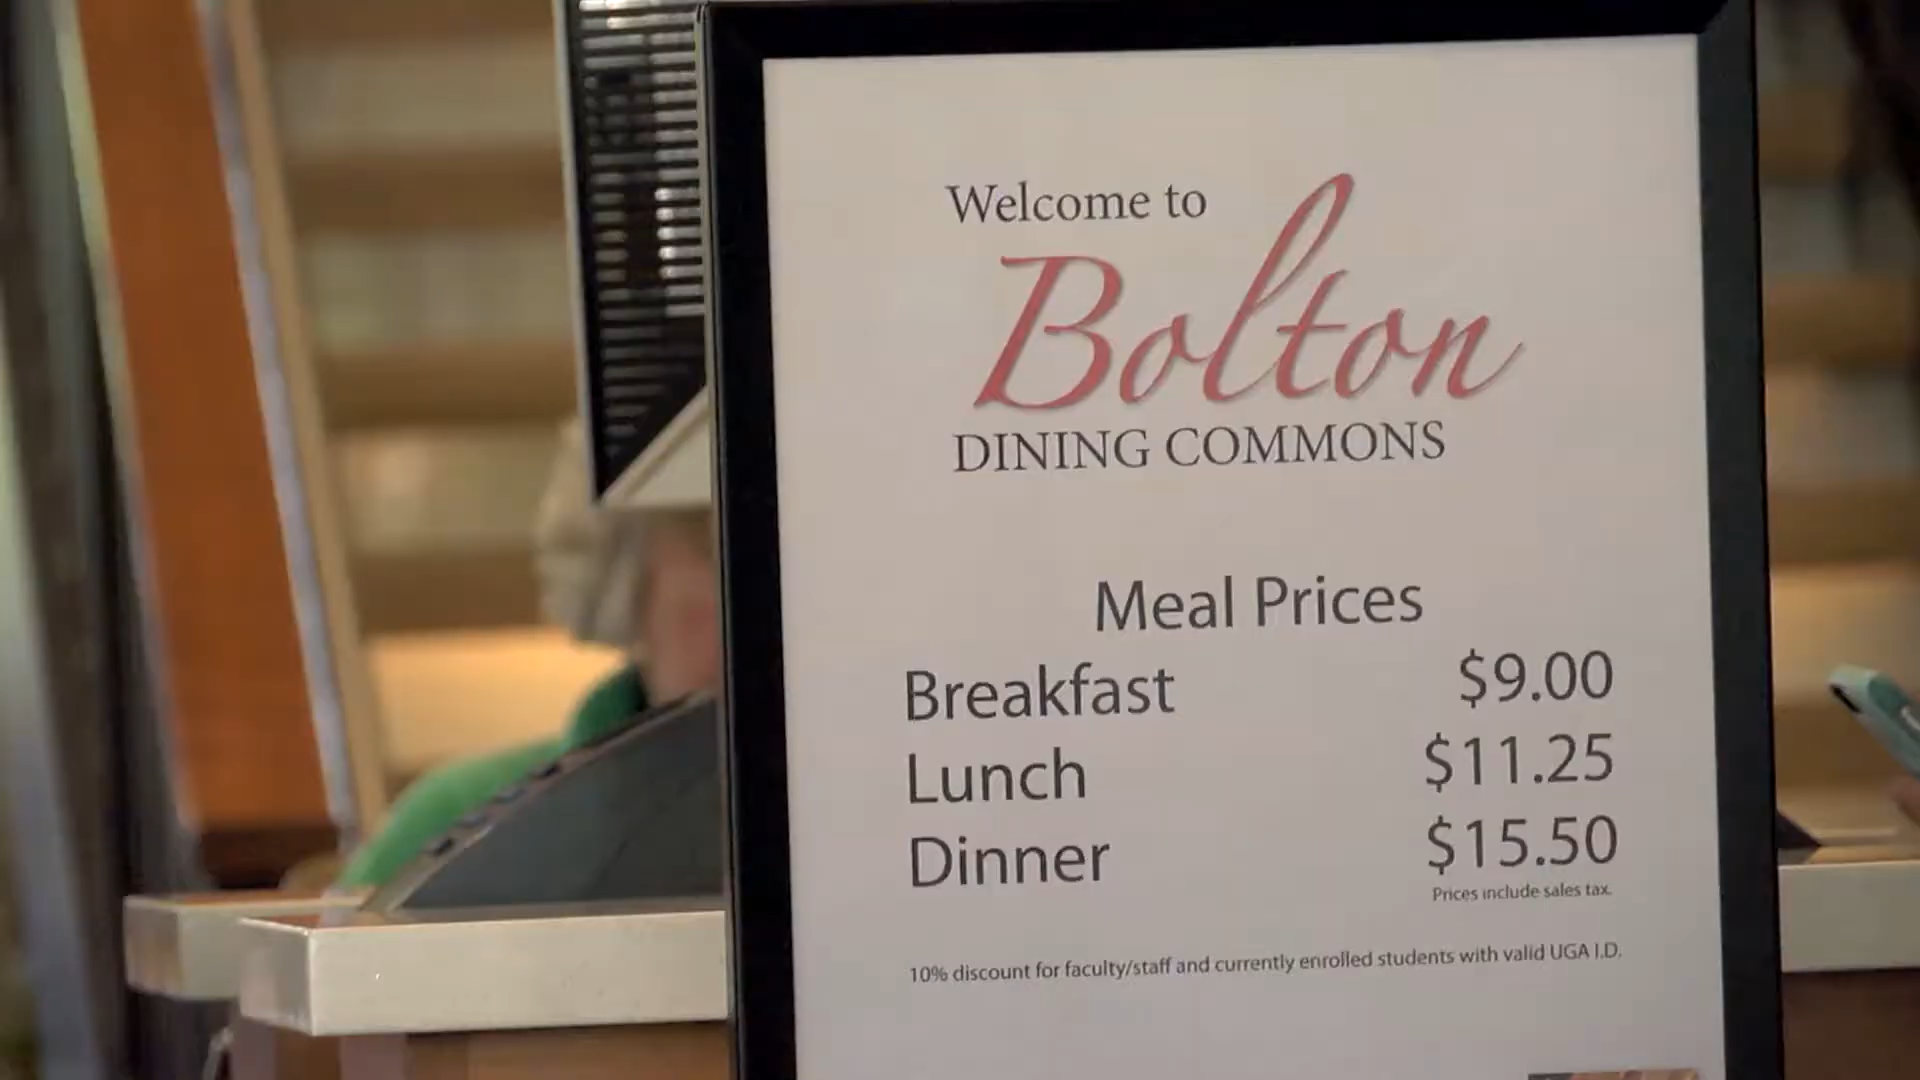 Welcome to
Bolton
DINING COMMONS
Meal Prices
Breakfast $9.00
Lunch $11.25
Dinner $15.50
Prices include sales tax.
10% discount for faculty/staff and currently enrolled students with valid UGA I.D.